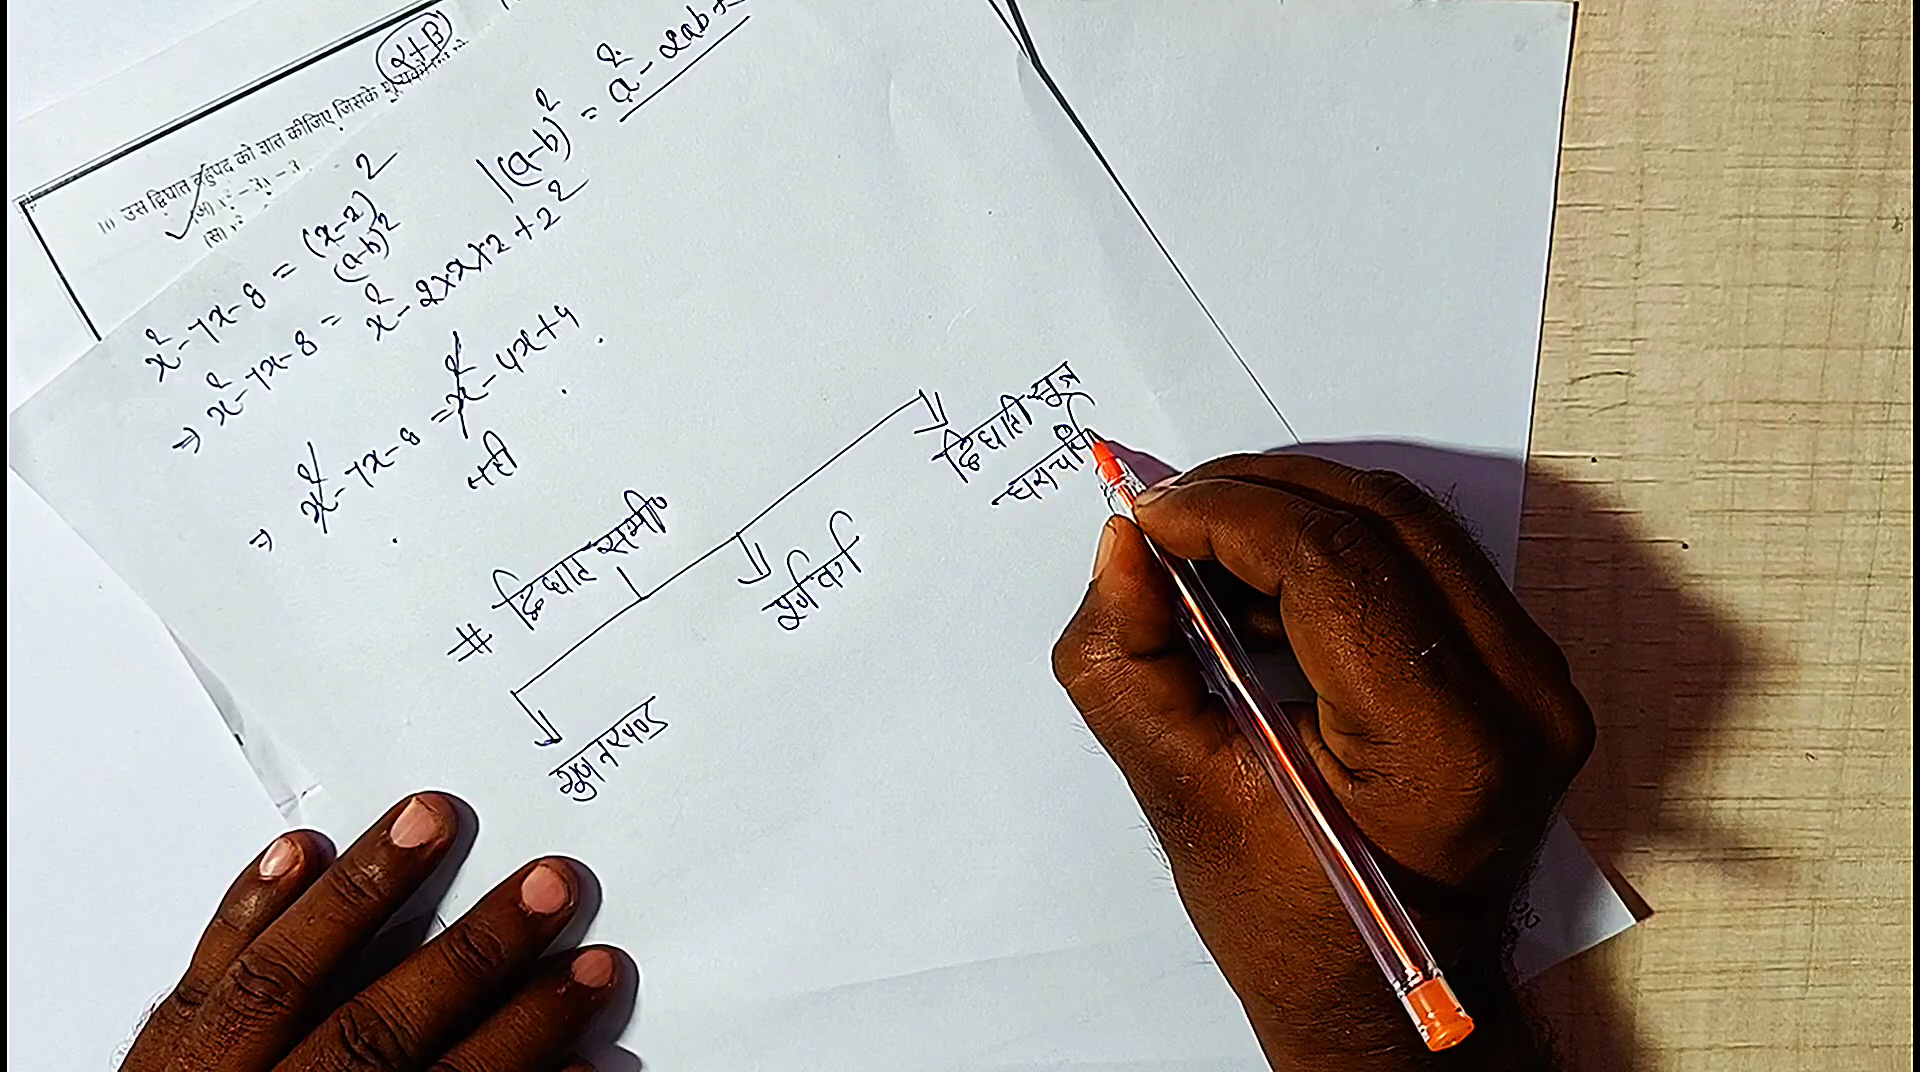 (α+β)
उस द्विघात बहुपद को ज्ञात कीजिए जिसके
(स)
|(a-b)² = a² - 2ab +
x² - 7x - 8 = (x-2)²
(a-b)²
⇒ x² - 7x - 8 = x² - 2×x×2 + 2²
⇒ x² - 7x - 8 = x² - 4x + 4
नही
# द्विघात समी०
गुणनखण्ड
पूर्ण वर्ग
द्विघाती सूत्र